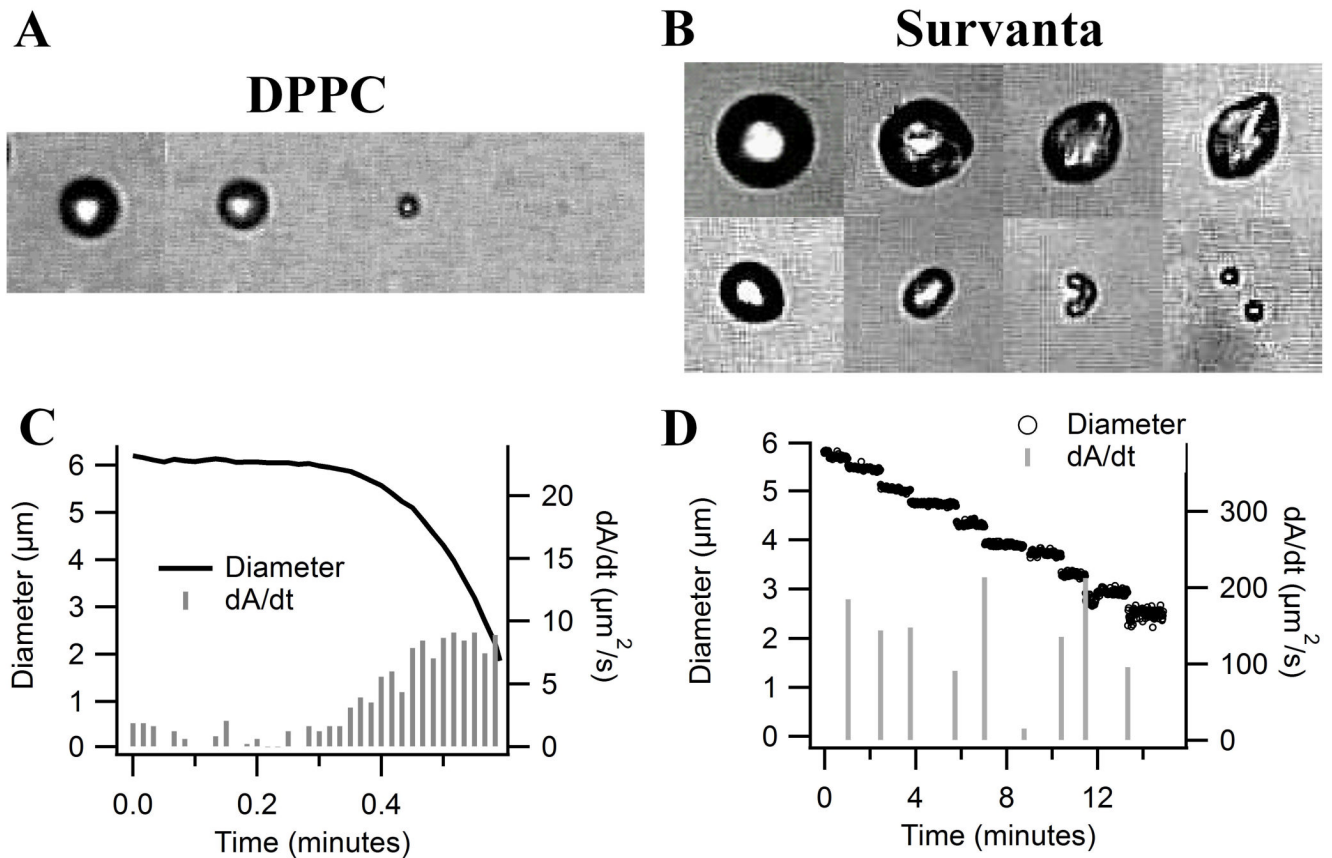 A
DPPC
B
Survanta
C
Diameter (μm)
6
5
4
3
2
1
0
Diameter
dA/dt
20
15
10
5
0
dA/dt (μm²/s)
0.0
0.2
0.4
Time (minutes)
D
Diameter
dA/dt
Diameter (μm)
6
5
4
3
2
1
0
300
200
100
0
dA/dt (μm²/s)
0
4
8
12
Time (minutes)